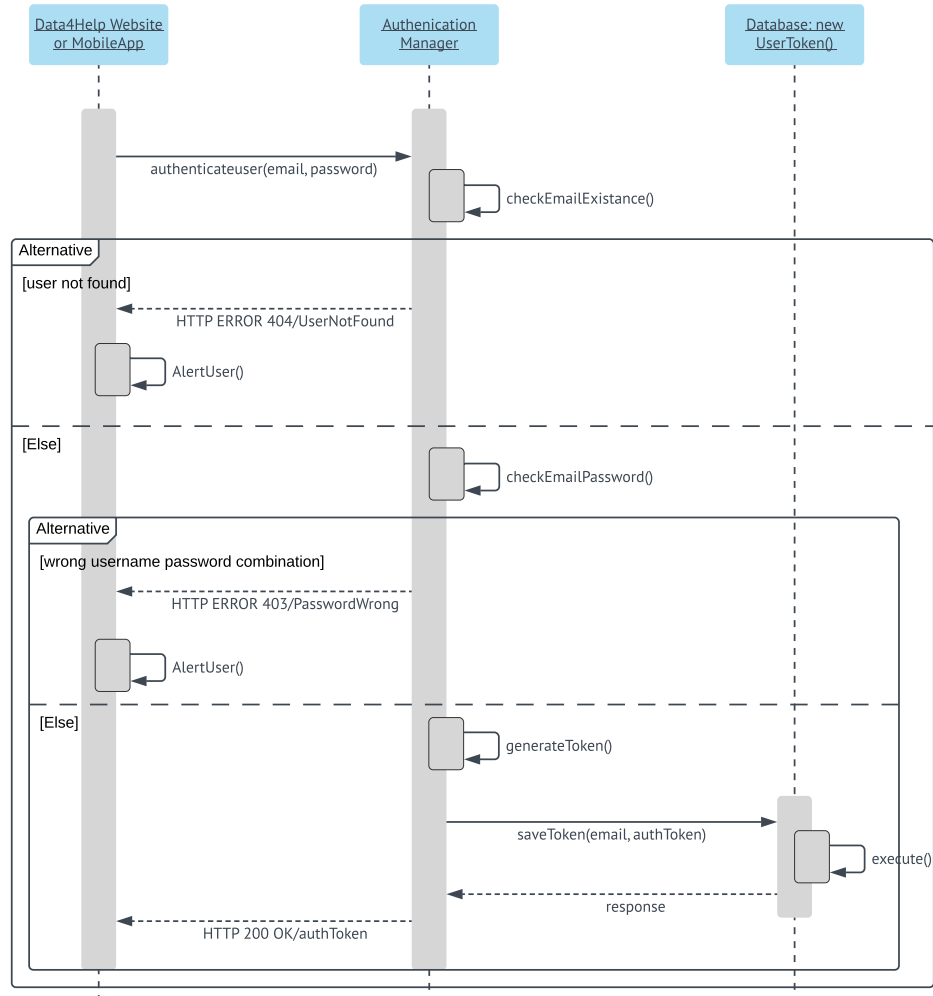 Data4Help Website
or MobileApp
Authenication
Manager
Database: new
UserToken()
authenticateuser(email, password)
checkEmailExistance()
Alternative
[user not found]
HTTP ERROR 404/UserNotFound
AlertUser()
[Else]
checkEmailPassword()
Alternative
[wrong username password combination]
HTTP ERROR 403/PasswordWrong
AlertUser()
[Else]
generateToken()
saveToken(email, authToken)
execute()
response
HTTP 200 OK/authToken